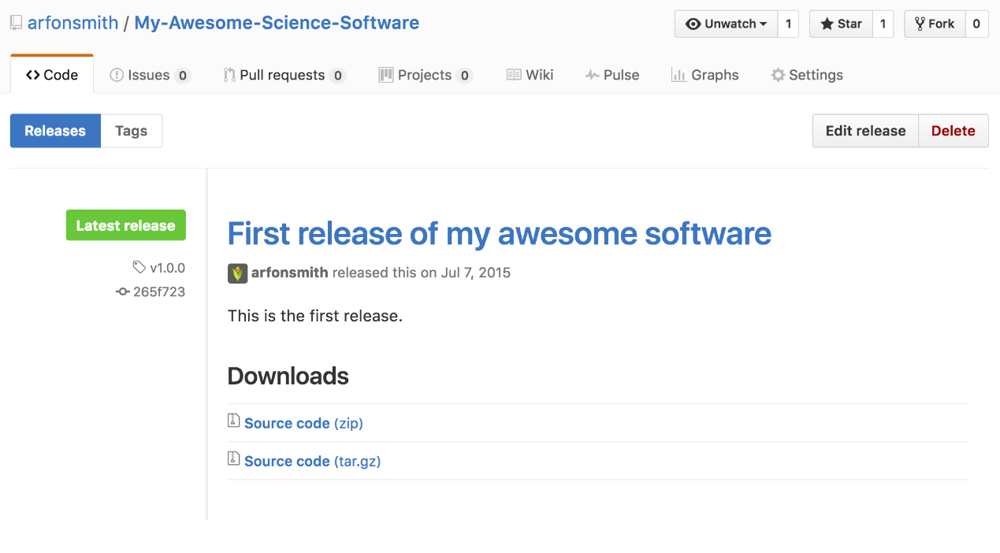 arfonsmith / My-Awesome-Science-Software
Unwatch 1 Star 1 Fork 0
Code Issues 0 Pull requests 0 Projects 0 Wiki Pulse Graphs Settings
Releases Tags
Edit release Delete
Latest release
v1.0.0
265f723
First release of my awesome software
arfonsmith released this on Jul 7, 2015
This is the first release.
Downloads
Source code (zip)
Source code (tar.gz)